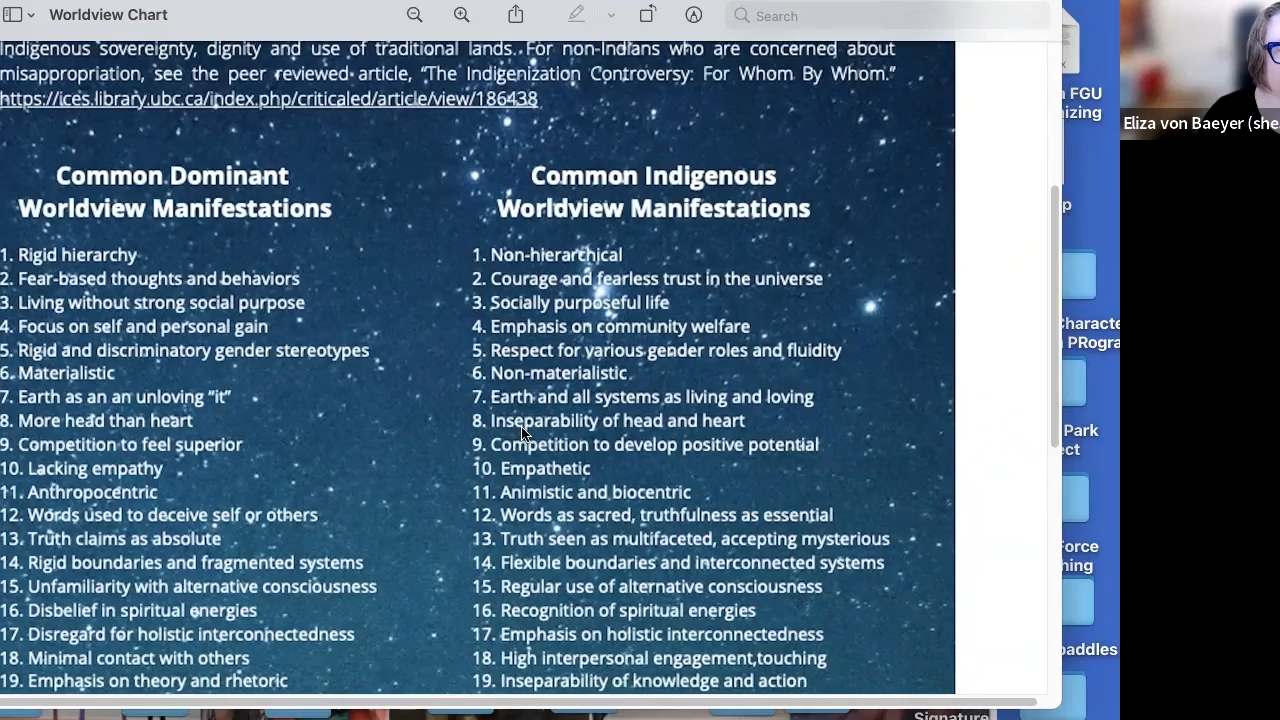 Worldview Chart
Search
Indigenous sovereignty, dignity and use of traditional lands. For non-Indians who are concerned about
misappropriation, see the peer reviewed article, “The Indigenization Controversy: For Whom By Whom.”
https://ices.library.ubc.ca/index.php/criticaled/article/view/186438
Common Dominant
Worldview Manifestations
1. Rigid hierarchy
2. Fear-based thoughts and behaviors
3. Living without strong social purpose
4. Focus on self and personal gain
5. Rigid and discriminatory gender stereotypes
6. Materialistic
7. Earth as an an unloving “it”
8. More head than heart
9. Competition to feel superior
10. Lacking empathy
11. Anthropocentric
12. Words used to deceive self or others
13. Truth claims as absolute
14. Rigid boundaries and fragmented systems
15. Unfamiliarity with alternative consciousness
16. Disbelief in spiritual energies
17. Disregard for holistic interconnectedness
18. Minimal contact with others
19. Emphasis on theory and rhetoric
Common Indigenous
Worldview Manifestations
1. Non-hierarchical
2. Courage and fearless trust in the universe
3. Socially purposeful life
4. Emphasis on community welfare
5. Respect for various gender roles and fluidity
6. Non-materialistic
7. Earth and all systems as living and loving
8. Inseparability of head and heart
9. Competition to develop positive potential
10. Empathetic
11. Animistic and biocentric
12. Words as sacred, truthfulness as essential
13. Truth seen as multifaceted, accepting mysterious
14. Flexible boundaries and interconnected systems
15. Regular use of alternative consciousness
16. Recognition of spiritual energies
17. Emphasis on holistic interconnectedness
18. High interpersonal engagement,touching
19. Inseparability of knowledge and action
FGU
izing
p
Characte
PRogra
Park
ect
Force
hing
paddles
Signature
Eliza von Baeyer (she